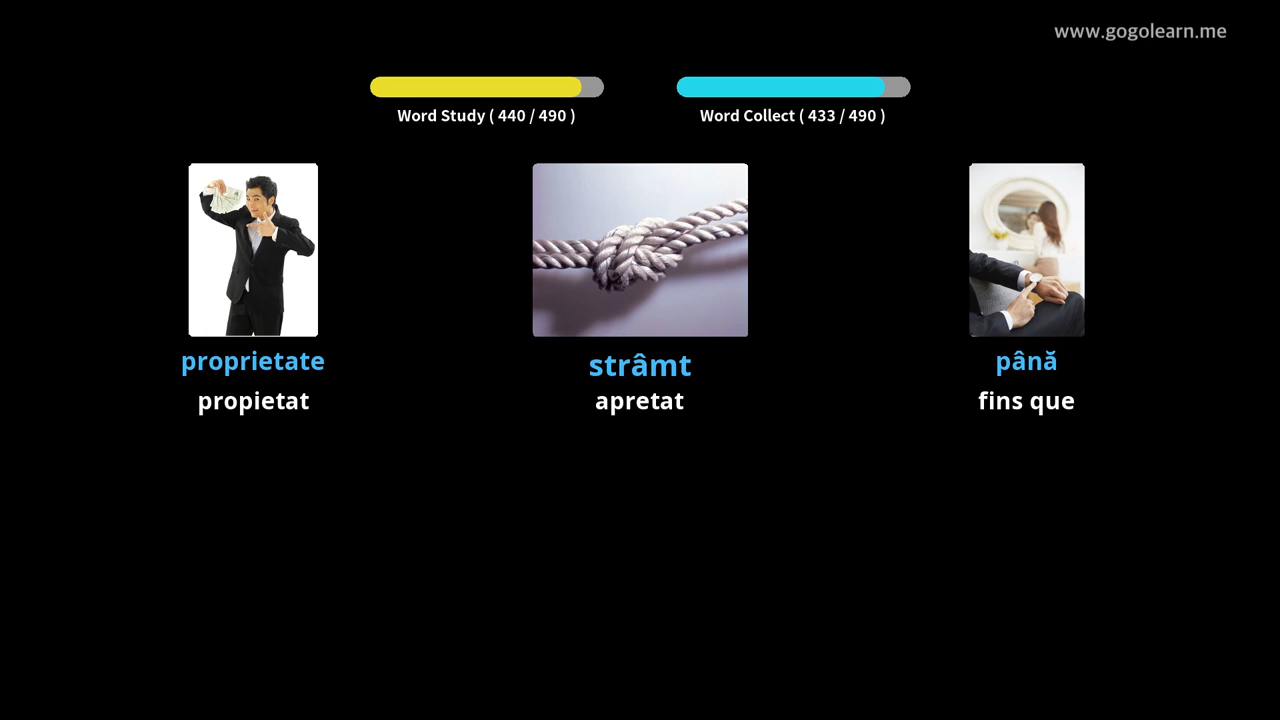 www.gogolearn.me
Word Study ( 440 / 490 )
Word Collect ( 433 / 490 )
proprietate
propietat
strâmt
apretat
până
fins que